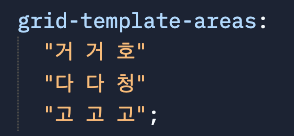 grid-template-areas:
"거 거 호"
"다 다 청"
"고 고 고";